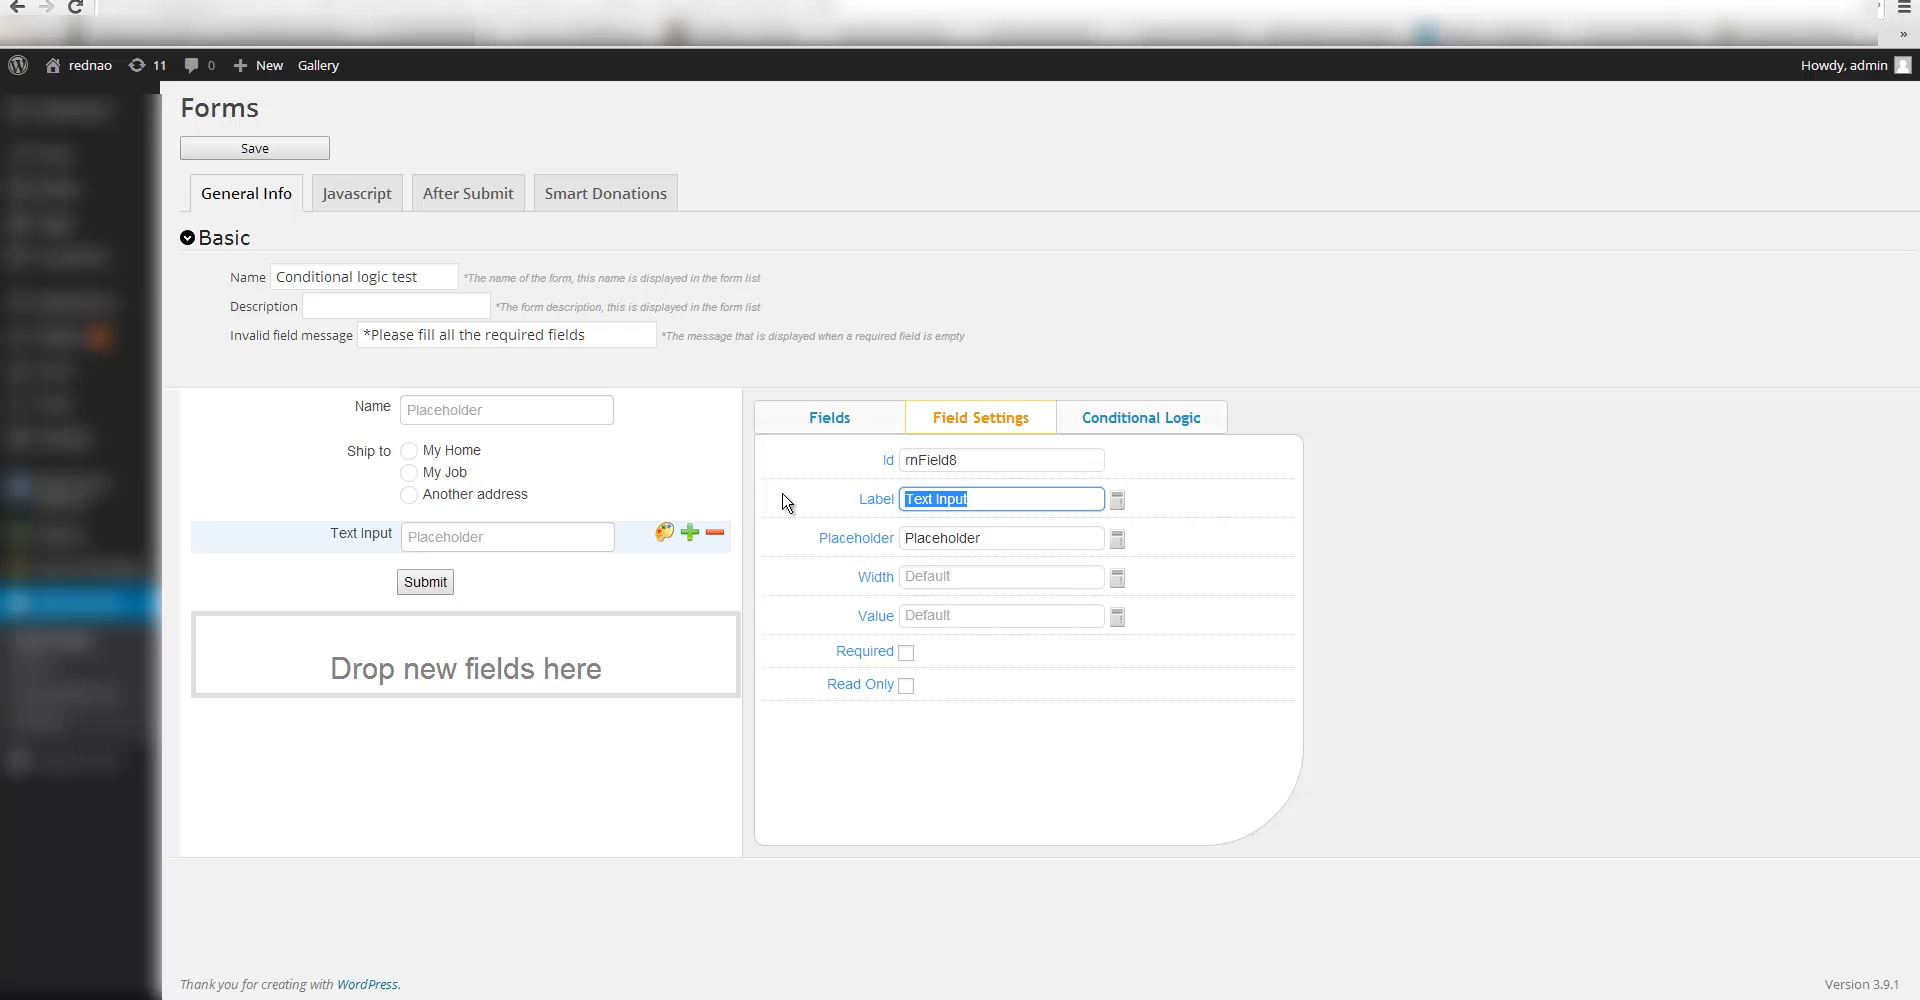 »
rednao 11 0 New Gallery Howdy, admin
Forms
Save
General Info Javascript After Submit Smart Donations
Basic
Name Conditional logic test *The name of the form, this name is displayed in the form list
Description *The form description, this is displayed in the form list
Invalid field message *Please fill all the required fields *The message that is displayed when a required field is empty
Name Placeholder
Ship to My Home
My Job
Another address
Text Input Placeholder
Submit
Drop new fields here
Fields Field Settings Conditional Logic
Id rnField8
Label Text Input
Placeholder Placeholder
Width Default
Value Default
Required
Read Only
Thank you for creating with WordPress. Version 3.9.1